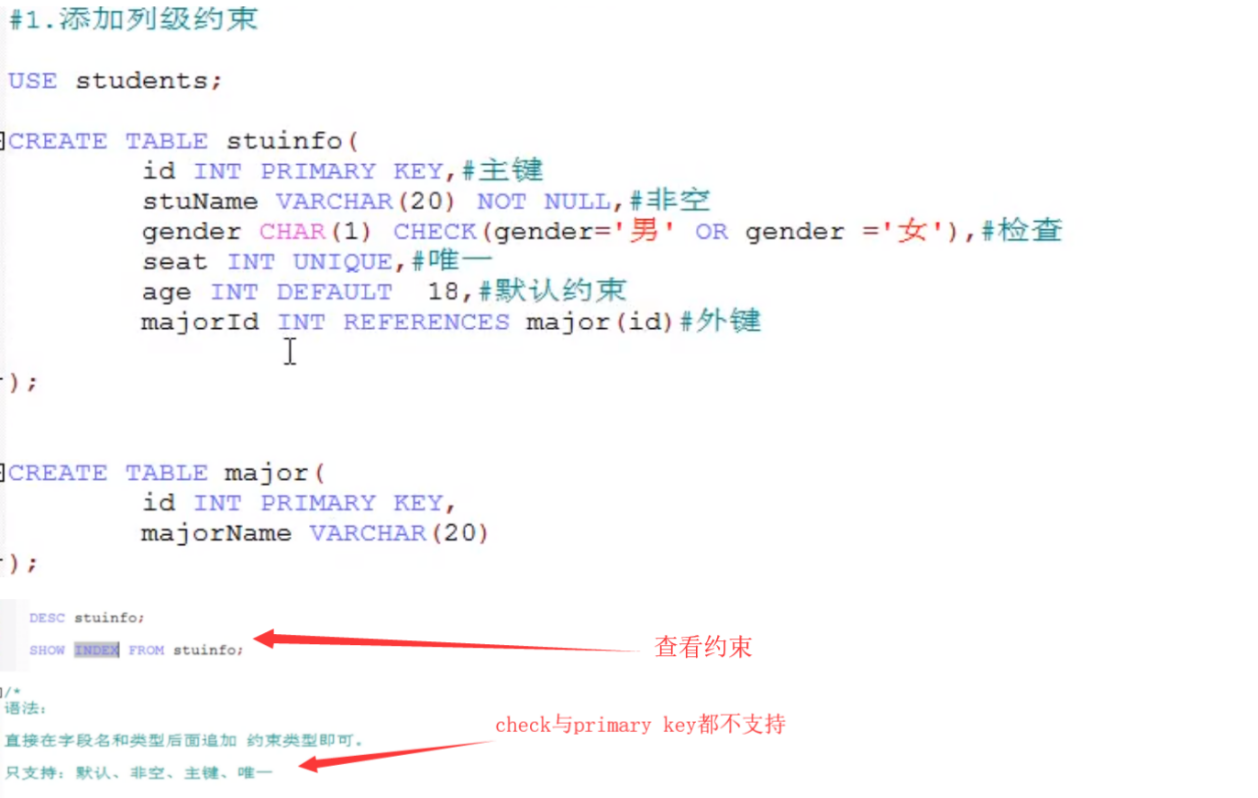 #1.添加列级约束
USE students;
CREATE TABLE stuinfo(
id INT PRIMARY KEY,#主键
stuName VARCHAR(20) NOT NULL,#非空
gender CHAR(1) CHECK(gender='男' OR gender ='女'),#检查
seat INT UNIQUE,#唯一
age INT DEFAULT  18,#默认约束
majorId INT REFERENCES major(id)#外键
);
CREATE TABLE major(
id INT PRIMARY KEY,
majorName VARCHAR(20)
);
DESC stuinfo;
SHOW INDEX FROM stuinfo;
查看约束
/*
语法:
check与primary key都不支持
直接在字段名和类型后面追加 约束类型即可。
只支持: 默认、非空、主键、唯一